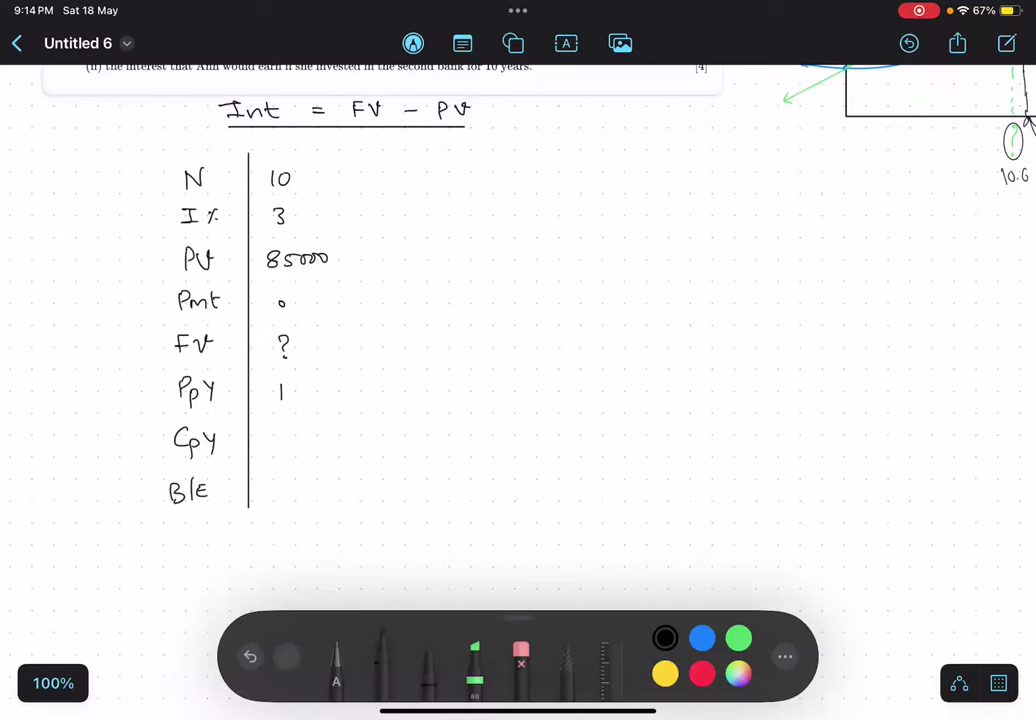 9:14 PM Sat 18 May
67%
Untitled 6
A
(ii) the interest that Ann would earn if she invested in the second bank for 10 years. [4]
Int = FV - PV
?
N 10
10.6
I% 3
PV 85000
Pmt 0
FV ?
PpY 1
CpY
B/E
A
80
100%